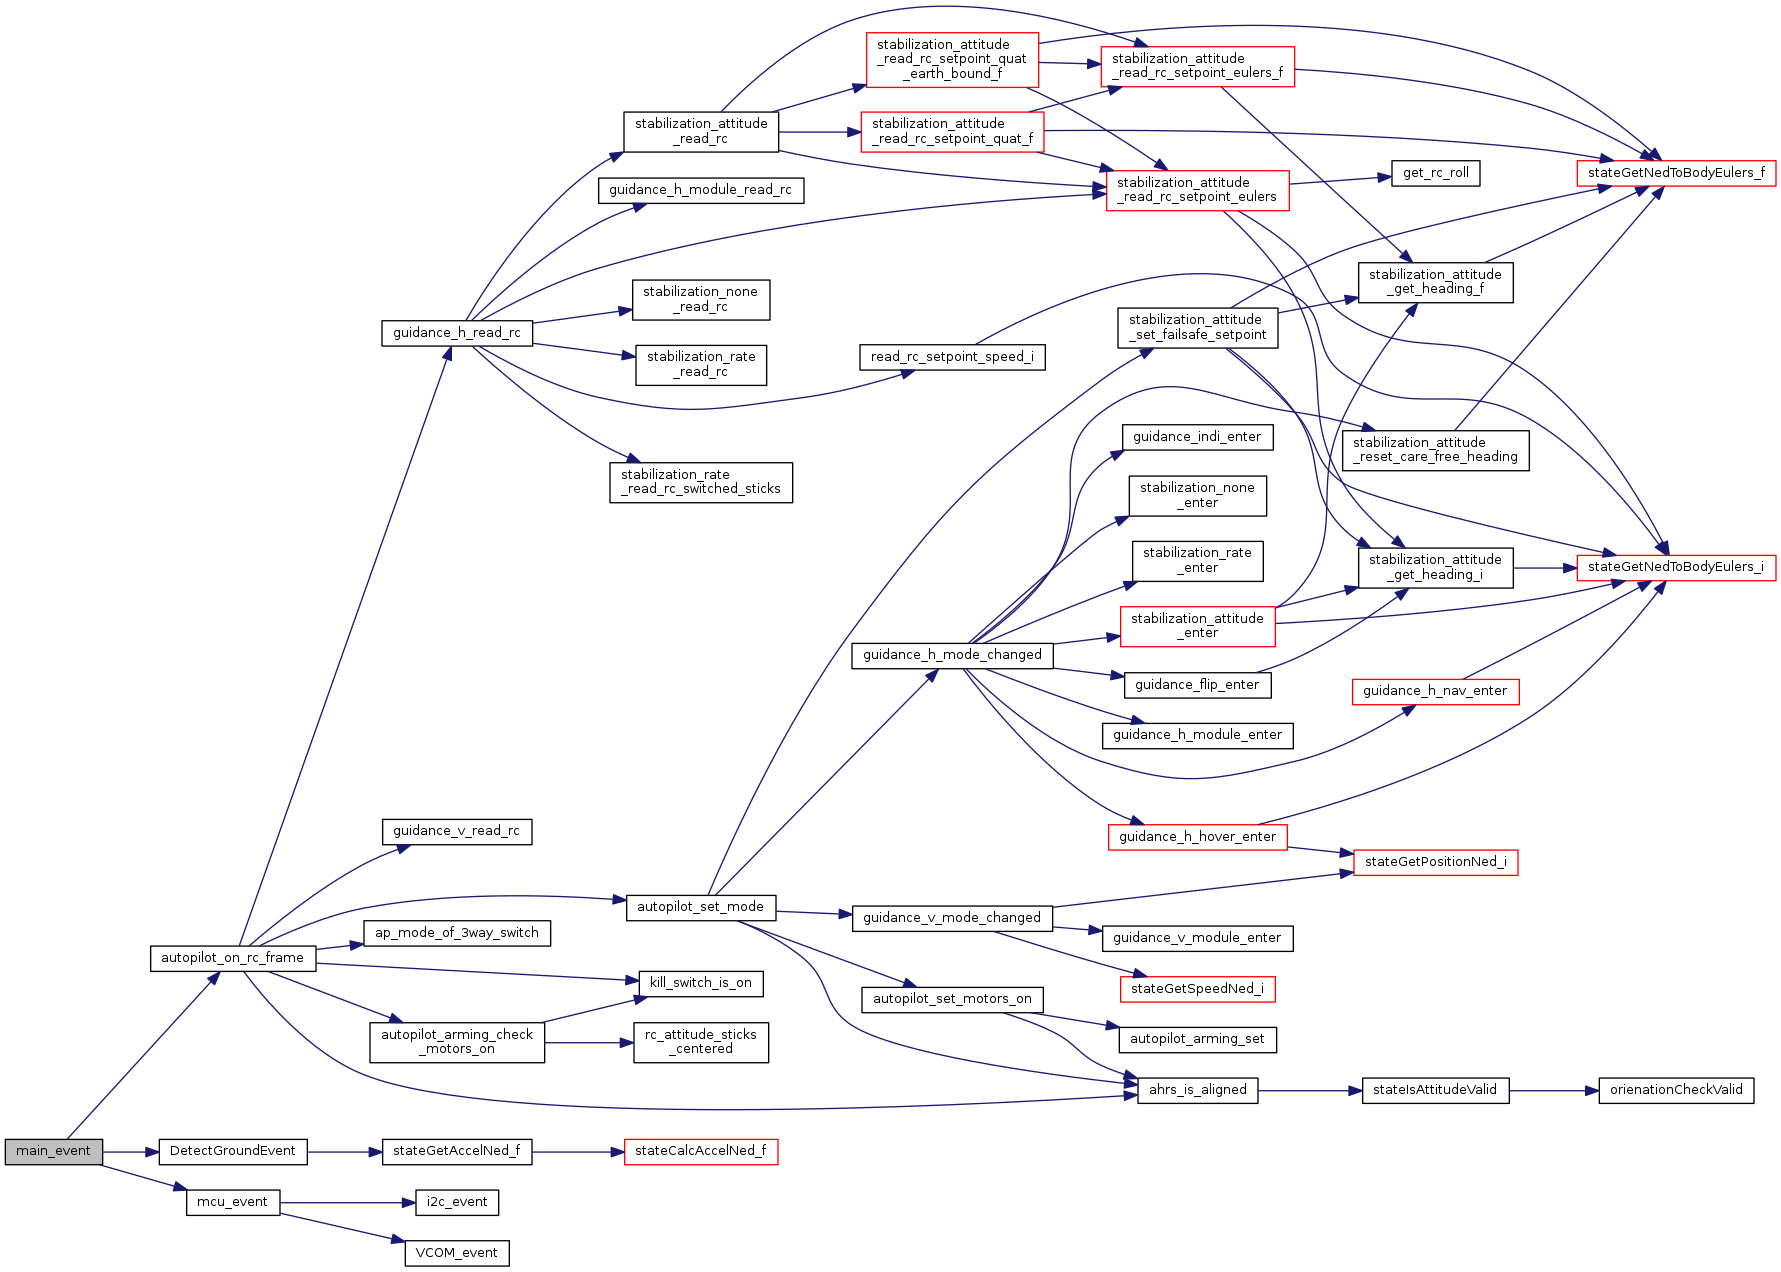 stabilization_attitude
_read_rc_setpoint_quat
_earth_bound_f
stabilization_attitude
_read_rc_setpoint_eulers_f
stabilization_attitude
_read_rc
stabilization_attitude
_read_rc_setpoint_quat_f
get_rc_roll
stateGetNedToBodyEulers_f
guidance_h_module_read_rc
stabilization_attitude
_read_rc_setpoint_eulers
stabilization_attitude
_get_heading_f
stabilization_none
_read_rc
guidance_h_read_rc
stabilization_attitude
_set_failsafe_setpoint
stabilization_rate
_read_rc
read_rc_setpoint_speed_i
guidance_indi_enter
stabilization_attitude
_reset_care_free_heading
stabilization_rate
_read_rc_switched_sticks
stabilization_none
_enter
stabilization_rate
_enter
stabilization_attitude
_get_heading_i
stateGetNedToBodyEulers_i
stabilization_attitude
_enter
guidance_h_mode_changed
guidance_flip_enter
guidance_h_nav_enter
guidance_h_module_enter
guidance_v_read_rc
guidance_h_hover_enter
stateGetPositionNed_i
autopilot_set_mode
guidance_v_mode_changed
ap_mode_of_3way_switch
guidance_v_module_enter
autopilot_on_rc_frame
kill_switch_is_on
stateGetSpeedNed_i
autopilot_set_motors_on
autopilot_arming_check
_motors_on
rc_attitude_sticks
_centered
autopilot_arming_set
ahrs_is_aligned
stateIsAttitudeValid
orienationCheckValid
main_event
DetectGroundEvent
stateGetAccelNed_f
stateCalcAccelNed_f
mcu_event
i2c_event
VCOM_event